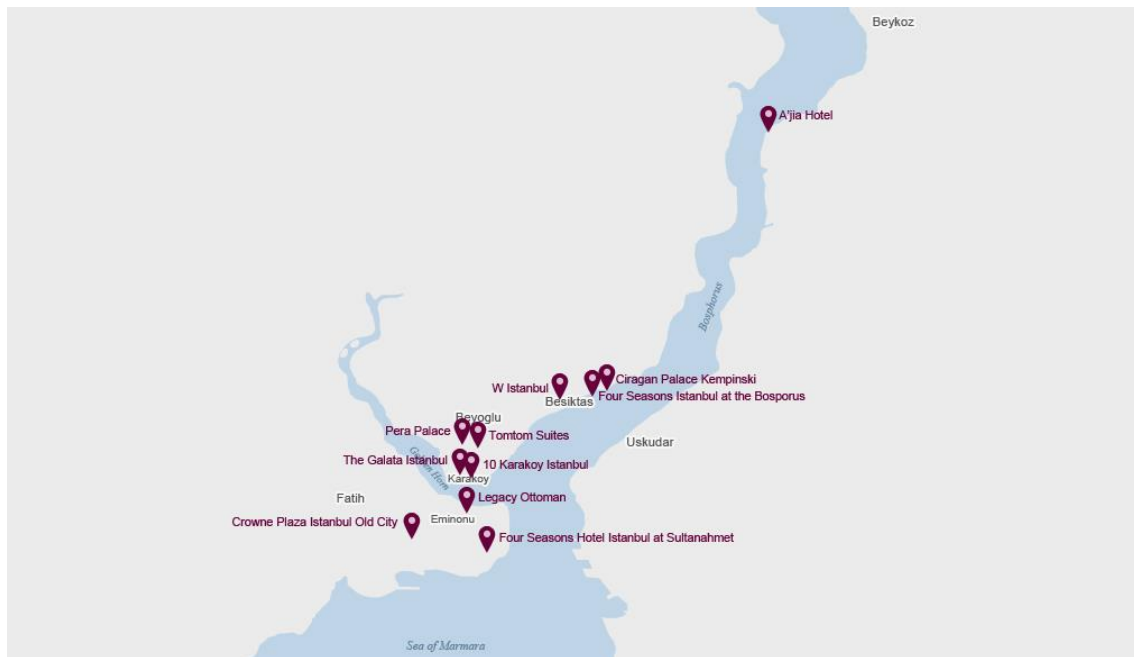 Beykoz
A'jia Hotel
Bosphorus
Ciragan Palace Kempinski
W Istanbul
Four Seasons Istanbul at the Bosporus
Besiktas
Beyoglu
Pera Palace
Tomtom Suites
Uskudar
The Galata Istanbul
10 Karakoy Istanbul
Golden Horn
Karakoy
Fatih
Legacy Ottoman
Eminonu
Crowne Plaza Istanbul Old City
Four Seasons Hotel Istanbul at Sultanahmet
Sea of Marmara